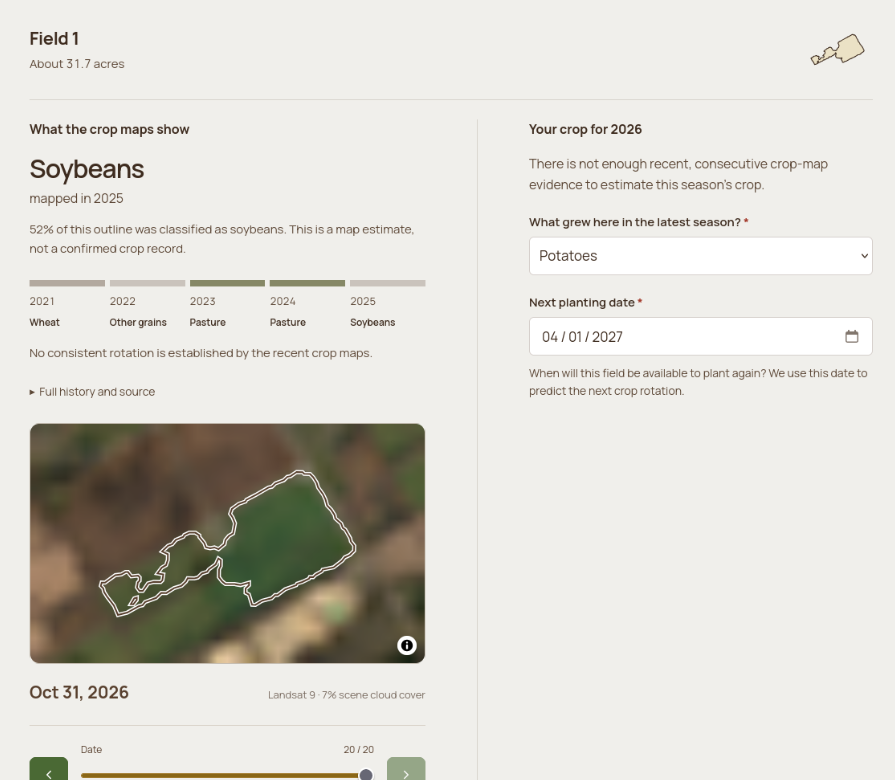 Field 1
About 31.7 acres
What the crop maps show
Soybeans
mapped in 2025
52% of this outline was classified as soybeans. This is a map estimate,
not a confirmed crop record.
2021 2022 2023 2024 2025
Wheat Other grains Pasture Pasture Soybeans
No consistent rotation is established by the recent crop maps.
▸ Full history and source
Oct 31, 2026
Landsat 9 · 7% scene cloud cover
Date 20 / 20
Your crop for 2026
There is not enough recent, consecutive crop-map
evidence to estimate this season's crop.
What grew here in the latest season? *
Potatoes
Next planting date *
04 / 01 / 2027
When will this field be available to plant again? We use this date to
predict the next crop rotation.